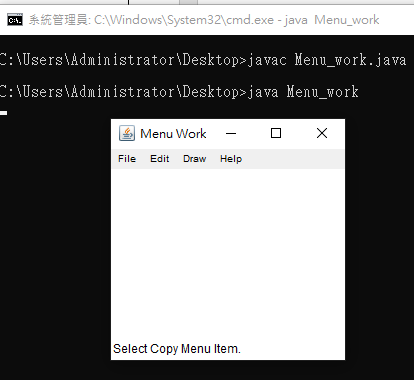 系統管理員: C:\Windows\System32\cmd.exe - java  Menu_work
C:\Users\Administrator\Desktop>javac Menu_work.java
C:\Users\Administrator\Desktop>java Menu_work
Menu Work
File Edit Draw Help
Select Copy Menu Item.